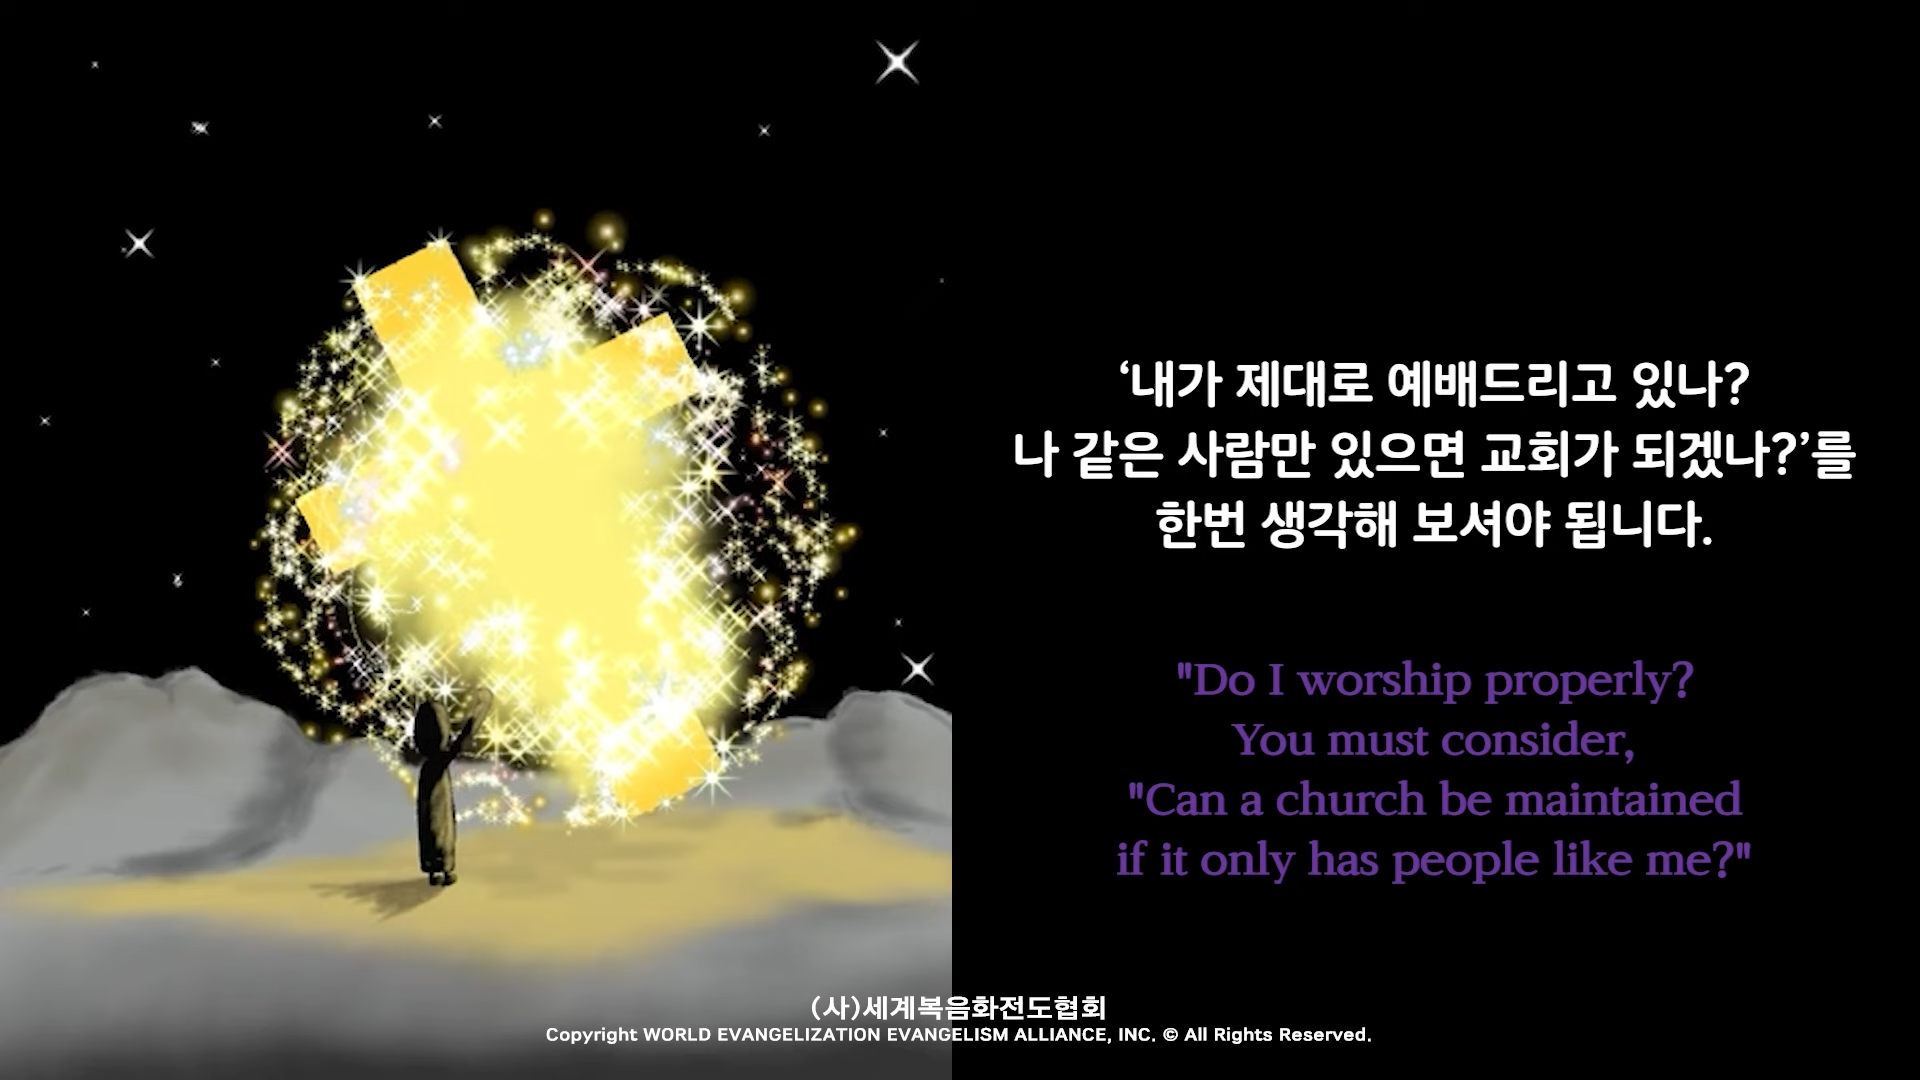 ‘내가 제대로 예배드리고 있나?
나 같은 사람만 있으면 교회가 되겠나?’를
한번 생각해 보셔야 됩니다.
"Do I worship properly?
You must consider,
"Can a church be maintained
if it only has people like me?"
(사)세계복음화전도협회
Copyright WORLD EVANGELIZATION EVANGELISM ALLIANCE, INC. © All Rights Reserved.